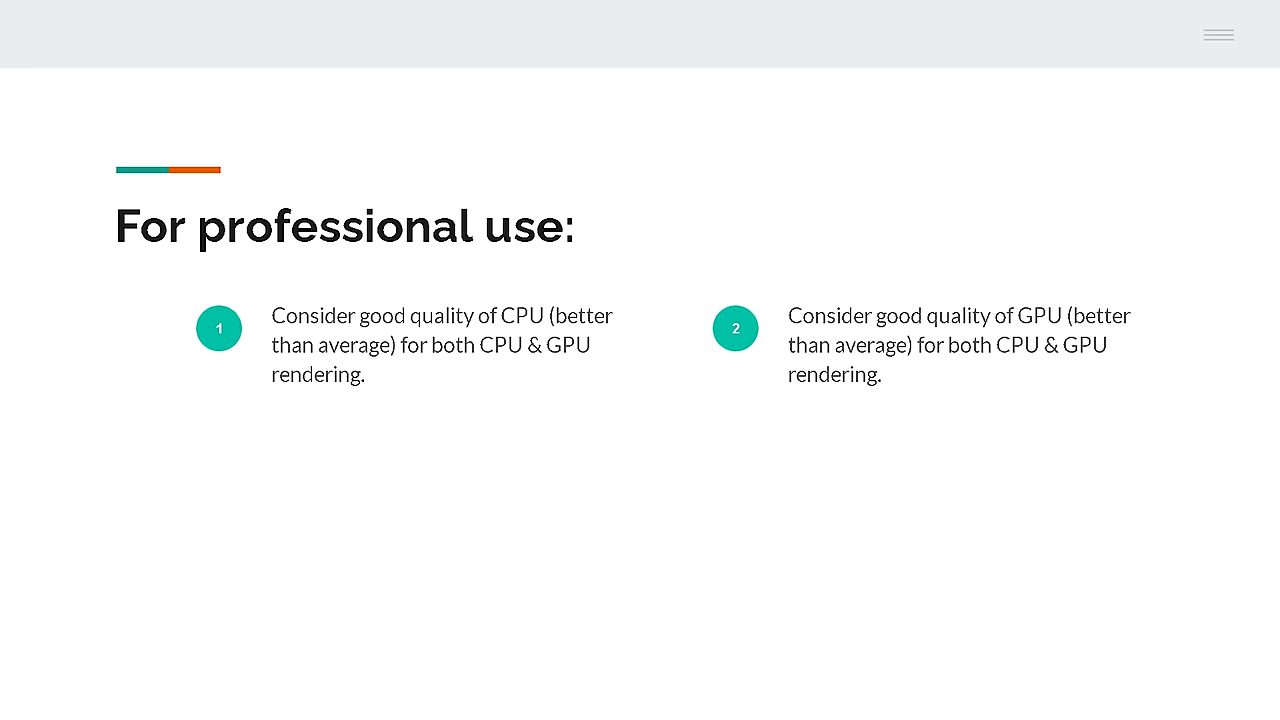 For professional use:
1
Consider good quality of CPU (better
than average) for both CPU & GPU
rendering.
2
Consider good quality of GPU (better
than average) for both CPU & GPU
rendering.